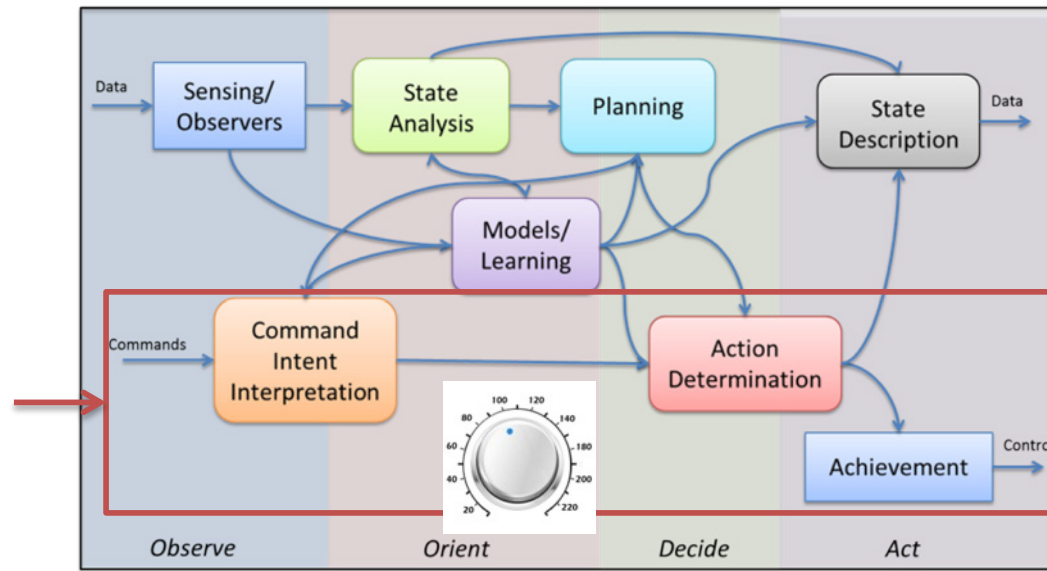 Data
Sensing/
Observers
State
Analysis
Planning
State
Description
Data
Models/
Learning
Commands
Command
Intent
Interpretation
Action
Determination
Achievement
Contro
20
40
60
80
100
120
140
180
200
220
Observe
Orient
Decide
Act